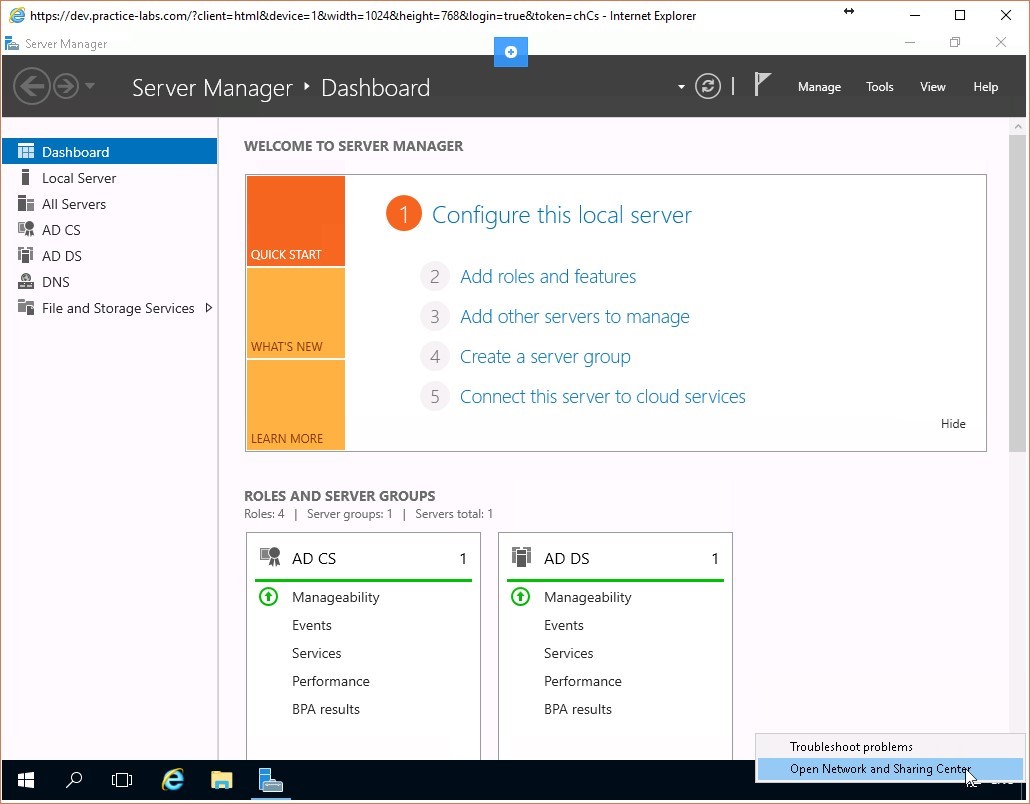 https://dev.practice-labs.com/?client=html&device=1&width=1024&height=768&login=true&token=chCs - Internet Explorer
Server Manager
Server Manager Dashboard
Manage Tools View Help
Dashboard
Local Server
All Servers
AD CS
AD DS
DNS
File and Storage Services
WELCOME TO SERVER MANAGER
QUICK START
WHAT'S NEW
LEARN MORE
1 Configure this local server
2 Add roles and features
3 Add other servers to manage
4 Create a server group
5 Connect this server to cloud services
Hide
ROLES AND SERVER GROUPS
Roles: 4 | Server groups: 1 | Servers total: 1
AD CS 1
Manageability
Events
Services
Performance
BPA results
AD DS 1
Manageability
Events
Services
Performance
BPA results
Troubleshoot problems
Open Network and Sharing Center